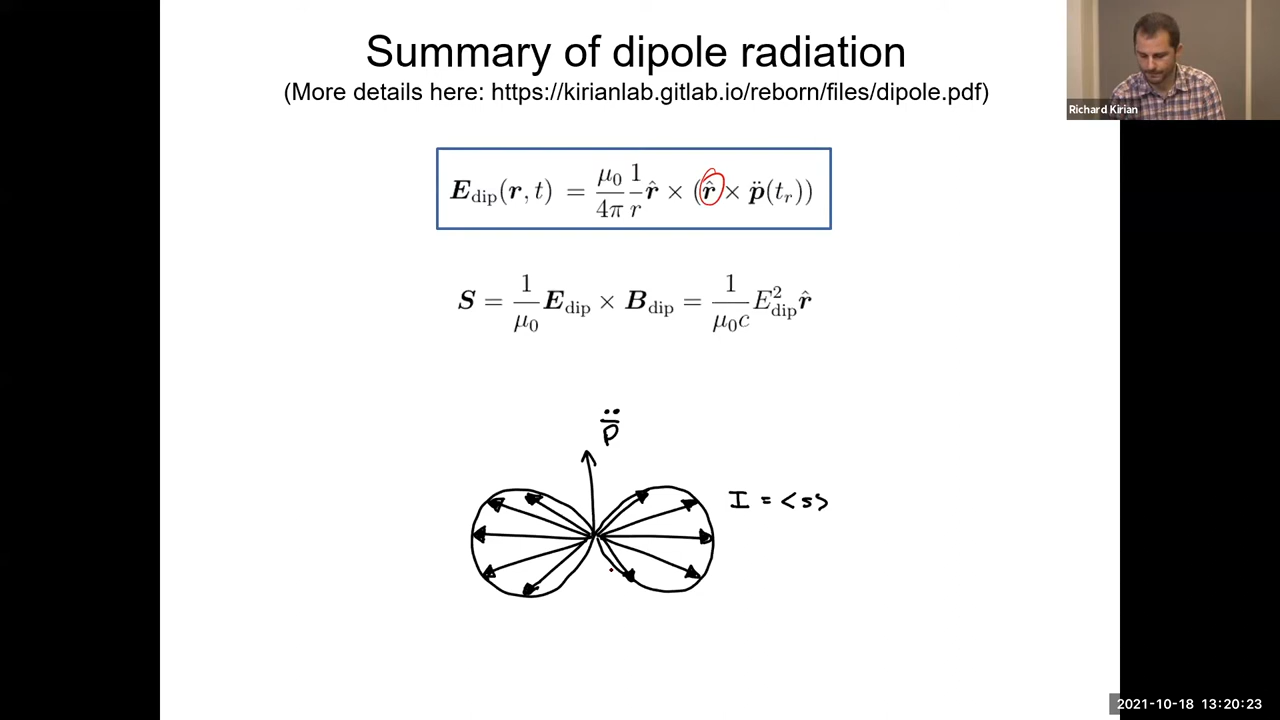 Summary of dipole radiation
(More details here: https://kirianlab.gitlab.io/reborn/files/dipole.pdf)
Richard Kirian
𝑬_dip(𝒓, t) = μ₀/4π 1/r 𝒓̂ × (𝒓̂ × 𝒑̈(t_r))
𝑺 = 1/μ₀ 𝑬_dip × 𝑩_dip = 1/μ₀c E²_dip 𝒓̂
p̈
I = <s>
2021-10-18 13:20:23